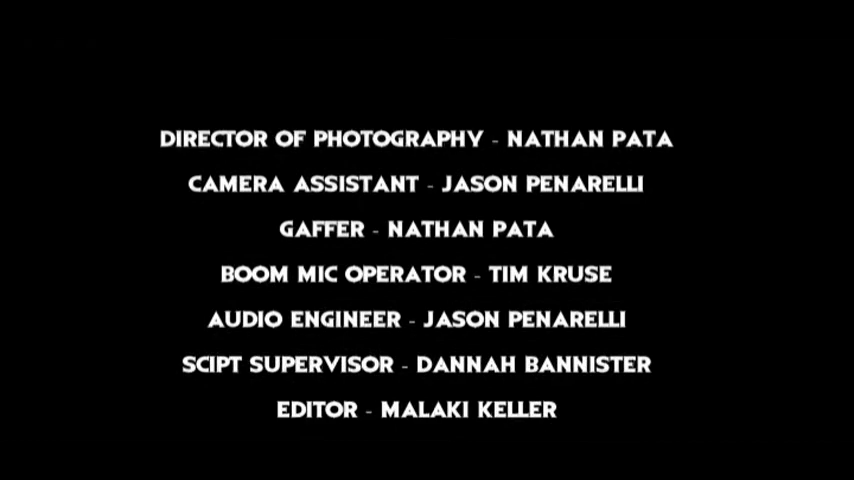 DIRECTOR OF PHOTOGRAPHY - NATHAN PATA
CAMERA ASSISTANT - JASON PENARELLI
GAFFER - NATHAN PATA
BOOM MIC OPERATOR - TIM KRUSE
AUDIO ENGINEER - JASON PENARELLI
SCIPT SUPERVISOR - DANNAH BANNISTER
EDITOR - MALAKI KELLER